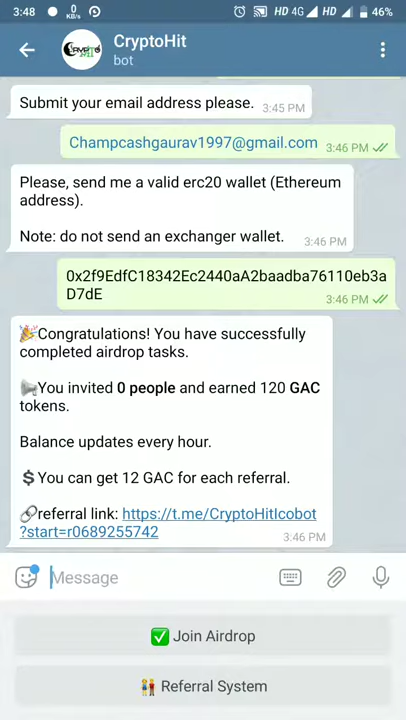 3:48 0 KB/s HD 4G HD 46%
CryptoHit
bot
Submit your email address please. 3:45 PM
Champcashgaurav1997@gmail.com 3:46 PM
Please, send me a valid erc20 wallet (Ethereum
address).
Note: do not send an exchanger wallet. 3:46 PM
0x2f9EdfC18342Ec2440aA2baadba76110eb3a
D7dE 3:46 PM
🎉Congratulations! You have successfully
completed airdrop tasks.
📢You invited 0 people and earned 120 GAC
tokens.
Balance updates every hour.
💲You can get 12 GAC for each referral.
🔗referral link: https://t.me/CryptoHitIcobot
?start=r0689255742
3:46 PM
Message
✅ Join Airdrop
👬 Referral System